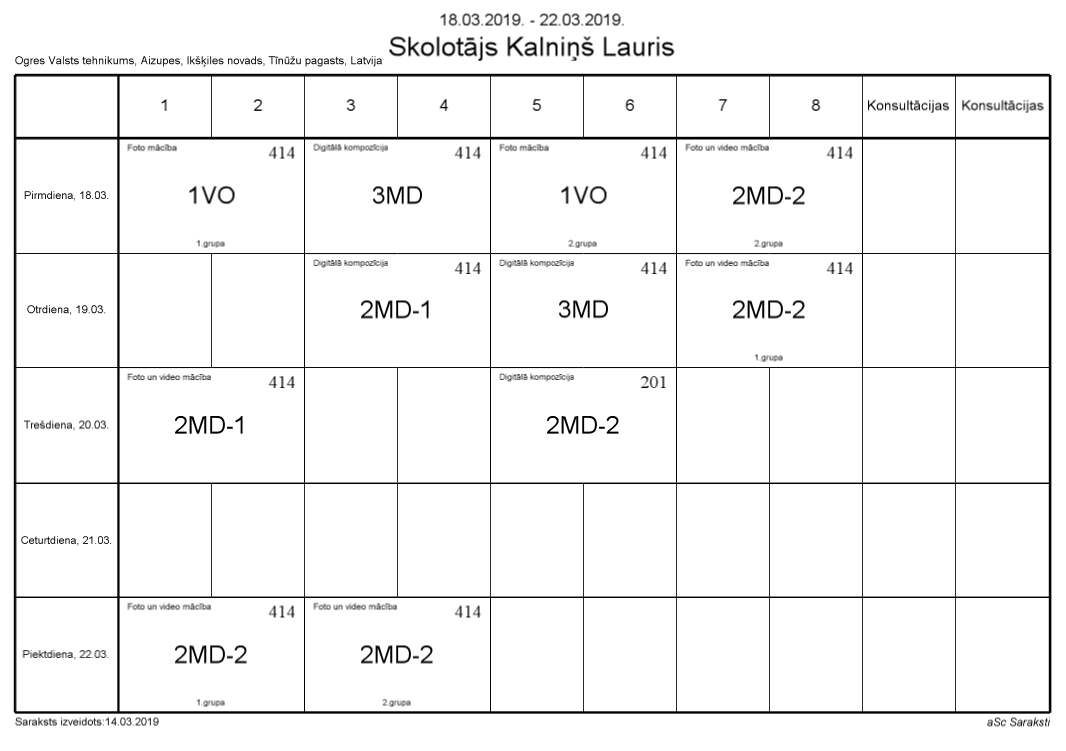 18.03.2019. - 22.03.2019.
Skolotājs Kalniņš Lauris
Ogres Valsts tehnikums, Aizupes, Ikšķiles novads, Tīnūžu pagasts, Latvija
1 2 3 4 5 6 7 8 Konsultācijas Konsultācijas
Pirmdiena, 18.03.
Foto mācība 414
1VO
1.grupa
Digitālā kompozīcija 414
3MD
Foto mācība 414
1VO
2.grupa
Foto un video mācība 414
2MD-2
2.grupa
Otrdiena, 19.03.
Digitālā kompozīcija 414
2MD-1
Digitālā kompozīcija 414
3MD
Foto un video mācība 414
2MD-2
1.grupa
Trešdiena, 20.03.
Foto un video mācība 414
2MD-1
Digitālā kompozīcija 201
2MD-2
Ceturtdiena, 21.03.
Piektdiena, 22.03.
Foto un video mācība 414
2MD-2
1.grupa
Foto un video mācība 414
2MD-2
2.grupa
Saraksts izveidots:14.03.2019
aSc Saraksti